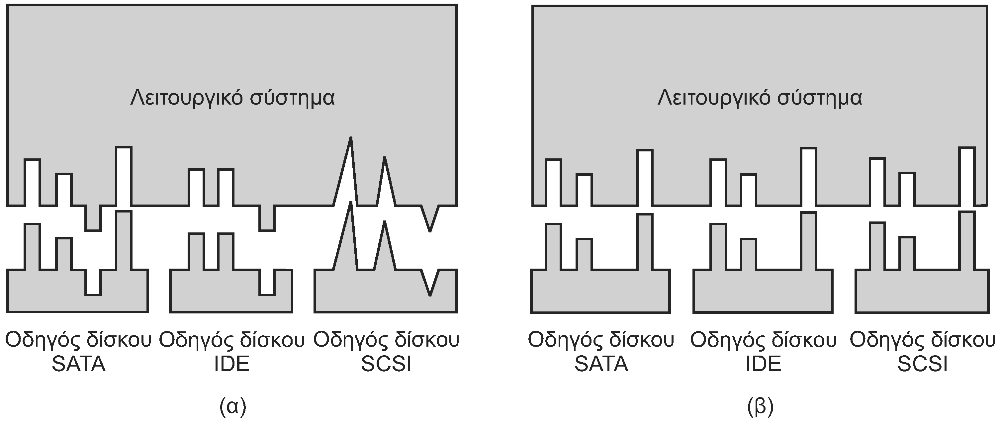 Λειτουργικό σύστημα
Οδηγός δίσκου
SATA
Οδηγός δίσκου
IDE
Οδηγός δίσκου
SCSI
(α)
Λειτουργικό σύστημα
Οδηγός δίσκου
SATA
Οδηγός δίσκου
IDE
Οδηγός δίσκου
SCSI
(β)